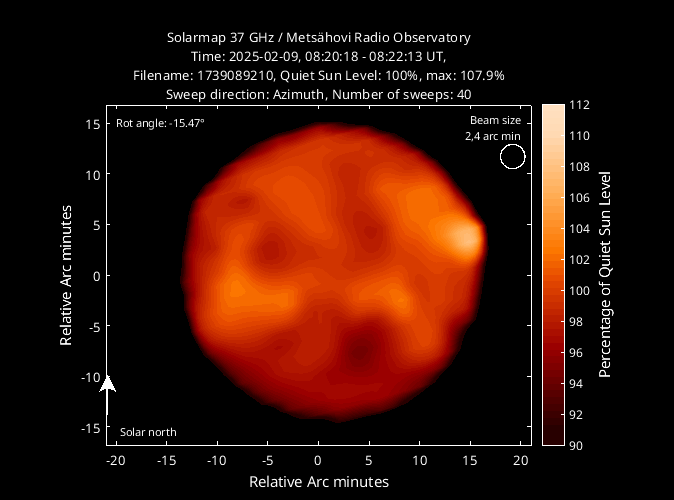 Solarmap 37 GHz / Metsähovi Radio Observatory
Time: 2025-02-09, 08:20:18 - 08:22:13 UT,
Filename: 1739089210, Quiet Sun Level: 100%, max: 107.9%
Sweep direction: Azimuth, Number of sweeps: 40
Rot angle: -15.47°
Beam size
2,4 arc min
15
10
5
0
-5
-10
-15
Relative Arc minutes
Solar north
-20
-15
-10
-5
0
5
10
15
20
Relative Arc minutes
112
110
108
106
104
102
100
98
96
94
92
90
Percentage of Quiet Sun Level